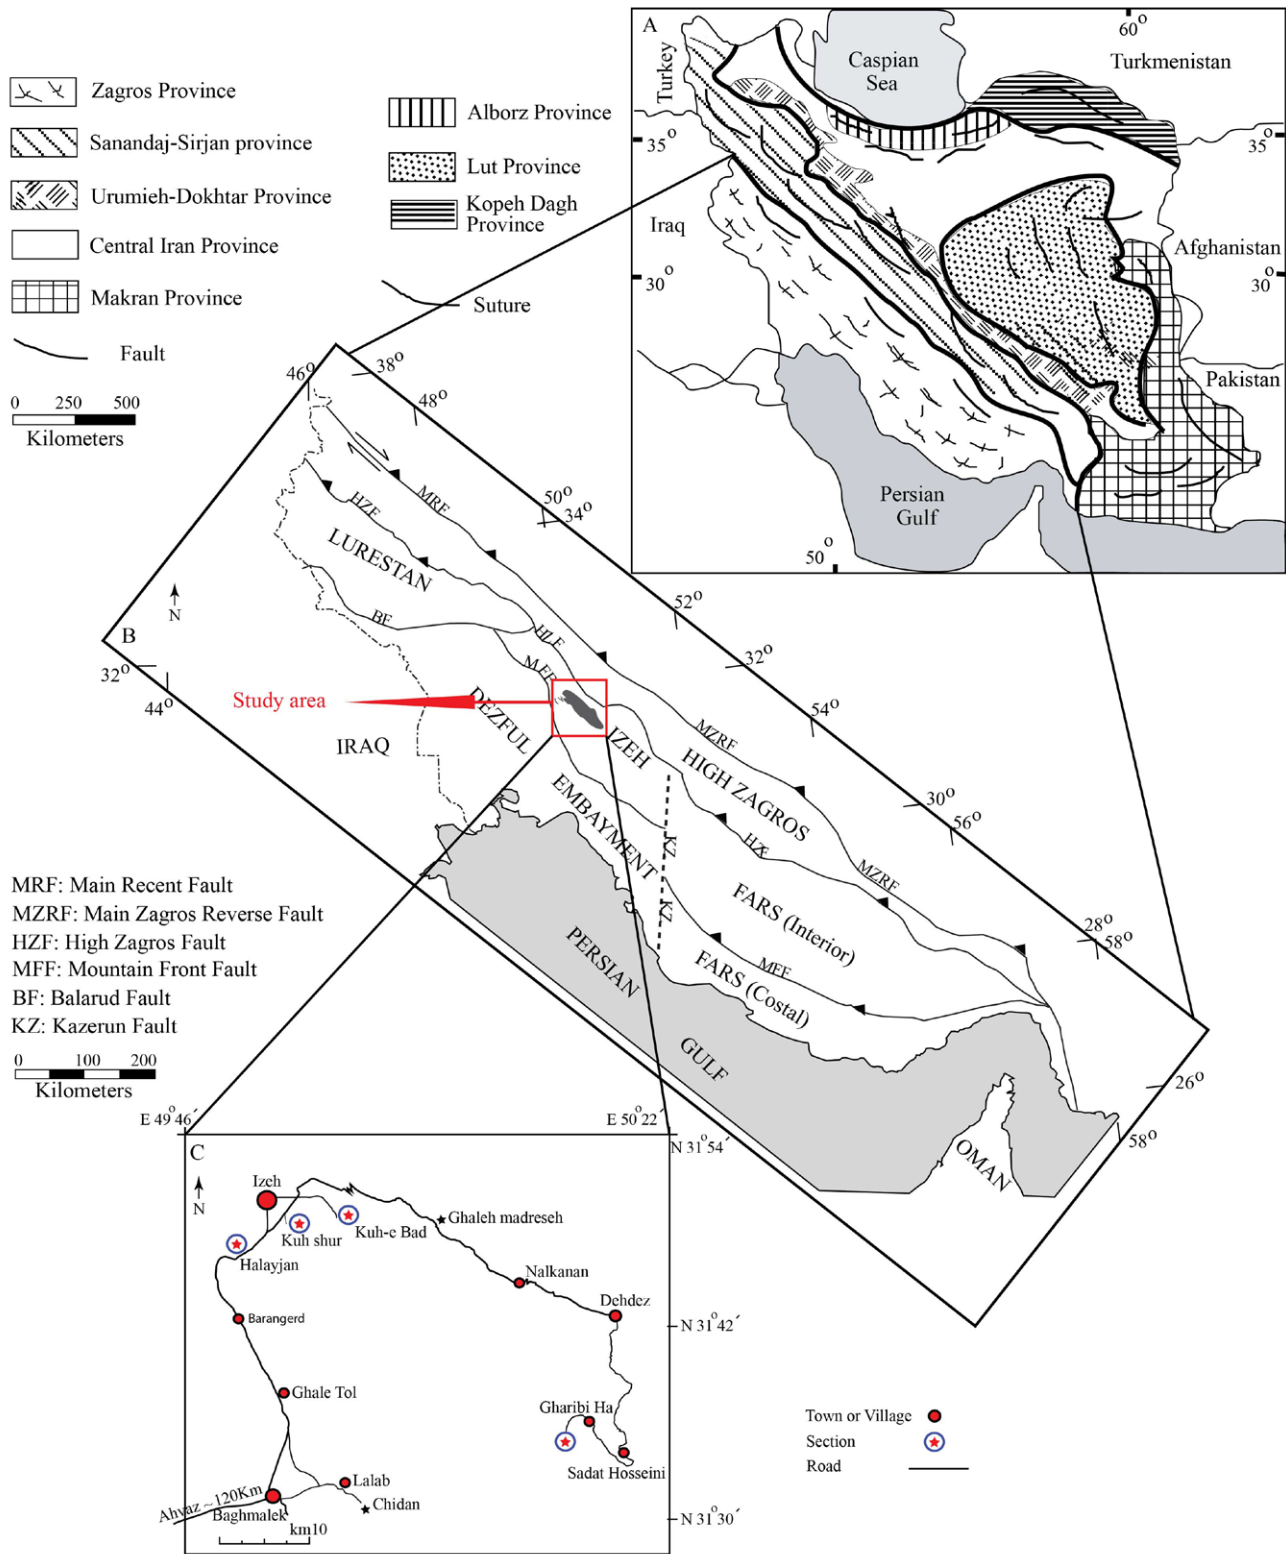 A
60°
Caspian
Sea
Turkmenistan
Turkey
35°
35°
Iraq
Afghanistan
30°
30°
Pakistan
Persian
Gulf
50°
Zagros Province
Sanandaj-Sirjan province
Urumieh-Dokhtar Province
Central Iran Province
Makran Province
Fault
Alborz Province
Lut Province
Kopeh Dagh
Province
Suture
0 250 500
Kilometers
46°
38°
48°
50°
34°
52°
32°
54°
30°
56°
28°
58°
26°
58°
B
N
32°
44°
MRF
HZF
LURESTAN
BF
HZF
MFF
Study area
DEZFUL
IRAQ
IZEH
MZRF
HIGH ZAGROS
EMBAYMENT
KZ
HZF
MZRF
KZ
FARS (Interior)
MFF
FARS (Costal)
PERSIAN
GULF
OMAN
MRF: Main Recent Fault
MZRF: Main Zagros Reverse Fault
HZF: High Zagros Fault
MFF: Mountain Front Fault
BF: Balarud Fault
KZ: Kazerun Fault
0 100 200
Kilometers
E 49°46´
E 50°22´
N 31°54´
C
N
Izeh
Kuh shur
Kuh-e Bad
Ghaleh madreseh
Halayjan
Nalkanan
Dehdez
Barangerd
N 31°42´
Ghale Tol
Gharibi Ha
Sadat Hosseini
Lalab
Chidan
Ahvaz ~120Km
Baghmalek
km10
N 31°30´
Town or Village
Section
Road